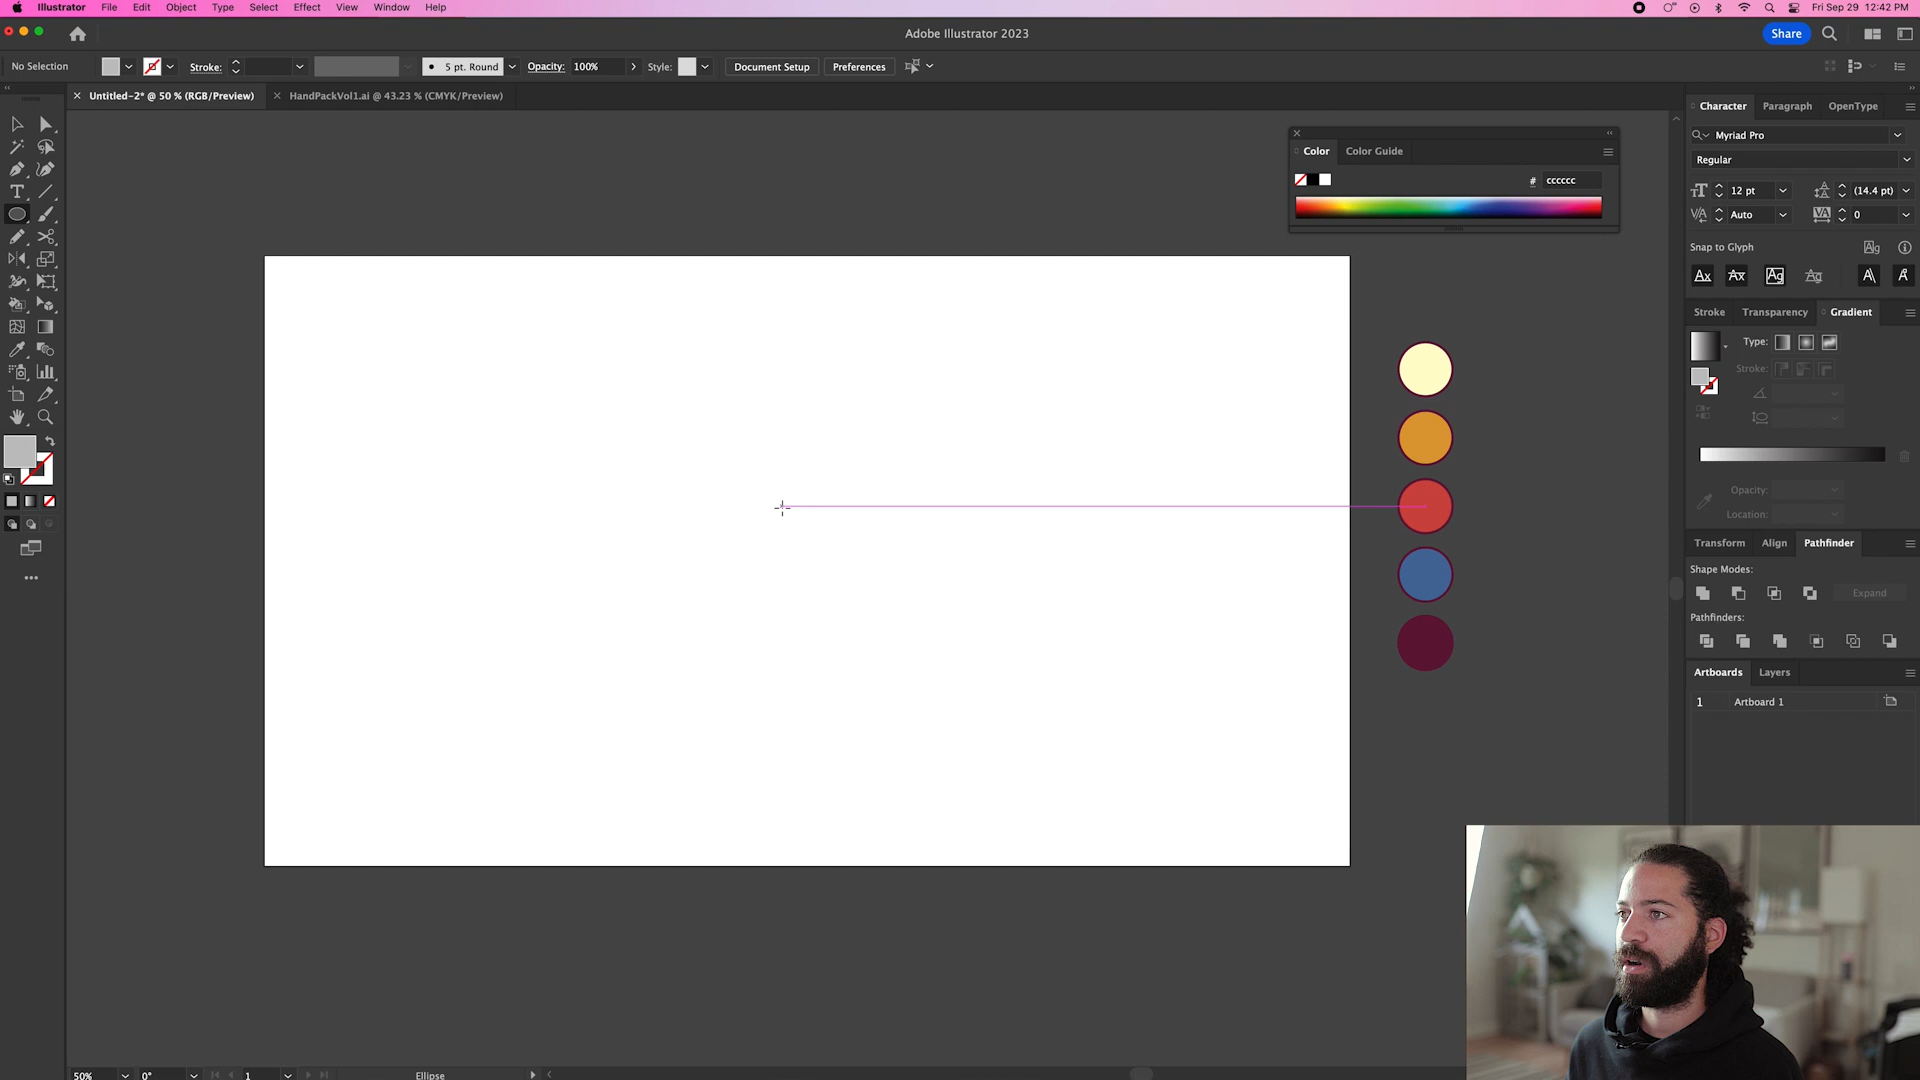 Illustrator File Edit Object Type Select Effect View Window Help
Fri Sep 29 12:42 PM
Adobe Illustrator 2023
Share
No Selection
Stroke:
5 pt. Round
Opacity: 100%
Style:
Document Setup
Preferences
Untitled-2* @ 50 % (RGB/Preview)
HandPackVol1.ai @ 43.23 % (CMYK/Preview)
Color
Color Guide
# cccccc
Character
Paragraph
OpenType
Myriad Pro
Regular
12 pt
(14.4 pt)
Auto
0
Snap to Glyph
Stroke
Transparency
Gradient
Type:
Stroke:
Opacity:
Location:
Transform
Align
Pathfinder
Shape Modes:
Expand
Pathfinders:
Artboards
Layers
1 Artboard 1
50%
0°
1
Ellipse